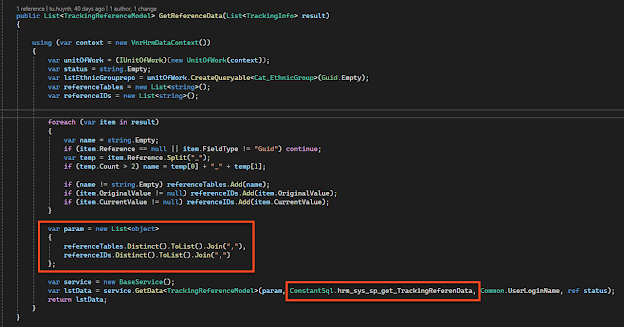 1 reference | tu.huynh, 40 days ago | 1 author, 1 change
public List<TrackingReferenceModel> GetReferenceData(List<TrackingInfo> result)
{
using (var context = new VnrHrmDataContext())
{
var unitOfWork = (IUnitOfWork)(new UnitOfWork(context));
var status = string.Empty;
var lstEthnicGrouprepo = unitOfWork.CreateQueryable<Cat_EthnicGroup>(Guid.Empty);
var referenceTables = new List<string>();
var referenceIDs = new List<string>();
foreach (var item in result)
{
var name = string.Empty;
if (item.Reference == null || item.FieldType != "Guid") continue;
var temp = item.Reference.Split("_");
if (temp.Count > 2) name = temp[0] + "_" + temp[1];
if (name != string.Empty) referenceTables.Add(name);
if (item.OriginalValue != null) referenceIDs.Add(item.OriginalValue);
if (item.CurrentValue != null) referenceIDs.Add(item.CurrentValue);
}
var param = new List<object>
{
referenceTables.Distinct().ToList().Join(","),
referenceIDs.Distinct().ToList().Join(",")
};
var service = new BaseService();
var lstData = service.GetData<TrackingReferenceModel>(param, ConstantSql.hrm_sys_sp_get_TrackingReferenData, Common.UserLoginName, ref status);
return lstData;
}
}